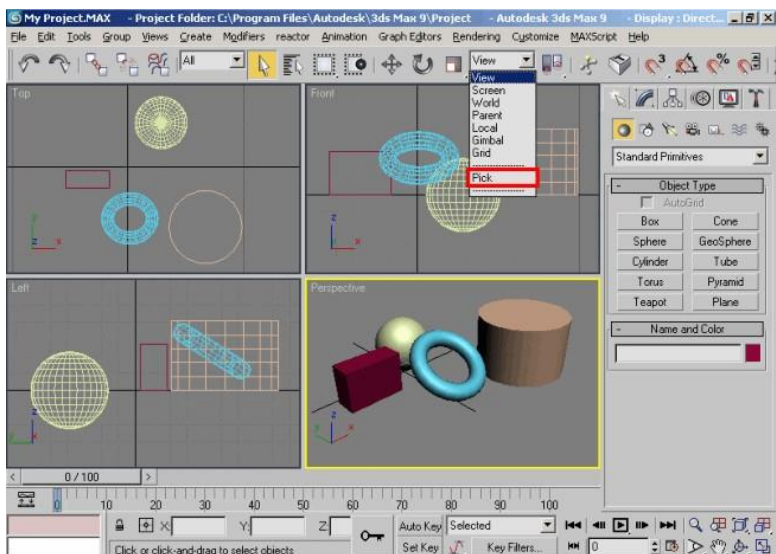 My Project.MAX - Project Folder: C:\Program Files\Autodesk\3ds Max 9\Project - Autodesk 3ds Max 9 - Display : Direct...
File Edit Tools Group Views Create Modifiers reactor Animation Graph Editors Rendering Customize MAXScript Help
All View
View
Screen
World
Parent
Local
Gimbal
Grid
Pick
Top
Front
Left
Perspective
Standard Primitives
Object Type
AutoGrid
Box Cone
Sphere GeoSphere
Cylinder Tube
Torus Pyramid
Teapot Plane
Name and Color
0 / 100
0 10 20 30 40 50 60 70 80 90 100
X: Y: Z:
Auto Key Selected
Click or click-and-drag to select objects
Set Key Key Filters... 0